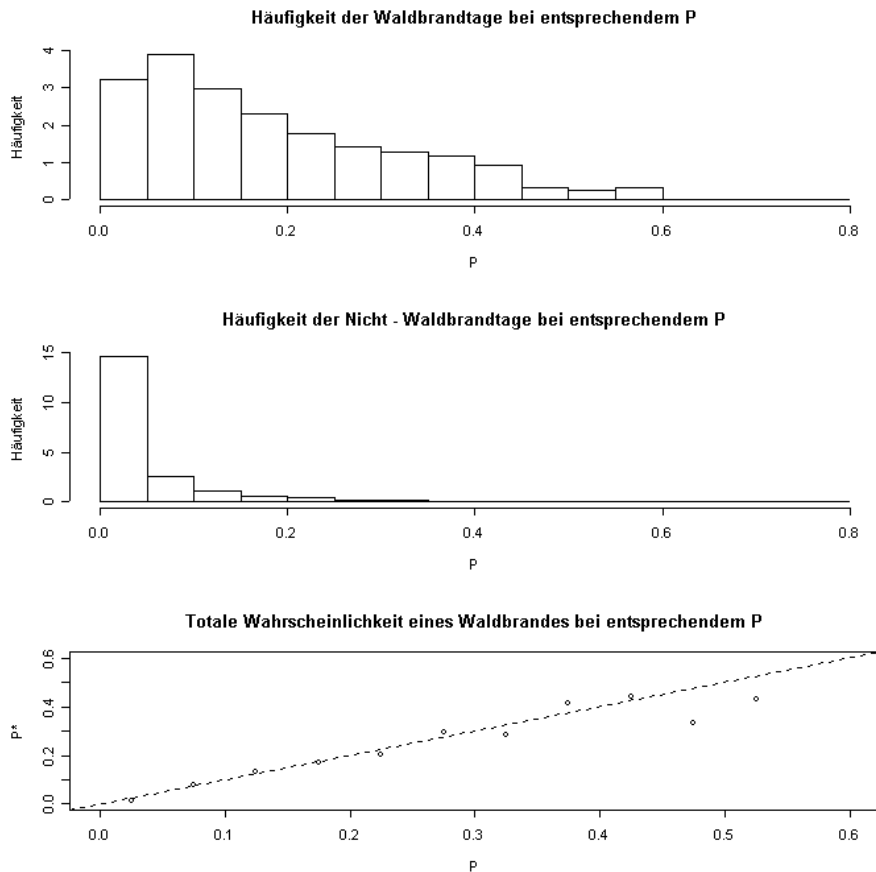 Häufigkeit der Waldbrandtage bei entsprechendem P
Häufigkeit
4
3
2
1
0
0.0 0.2 0.4 0.6 0.8
P
Häufigkeit der Nicht - Waldbrandtage bei entsprechendem P
Häufigkeit
15
10
5
0
0.0 0.2 0.4 0.6 0.8
P
Totale Wahrscheinlichkeit eines Waldbrandes bei entsprechendem P
P*
0.6
0.4
0.2
0.0
0.0 0.1 0.2 0.3 0.4 0.5 0.6
P